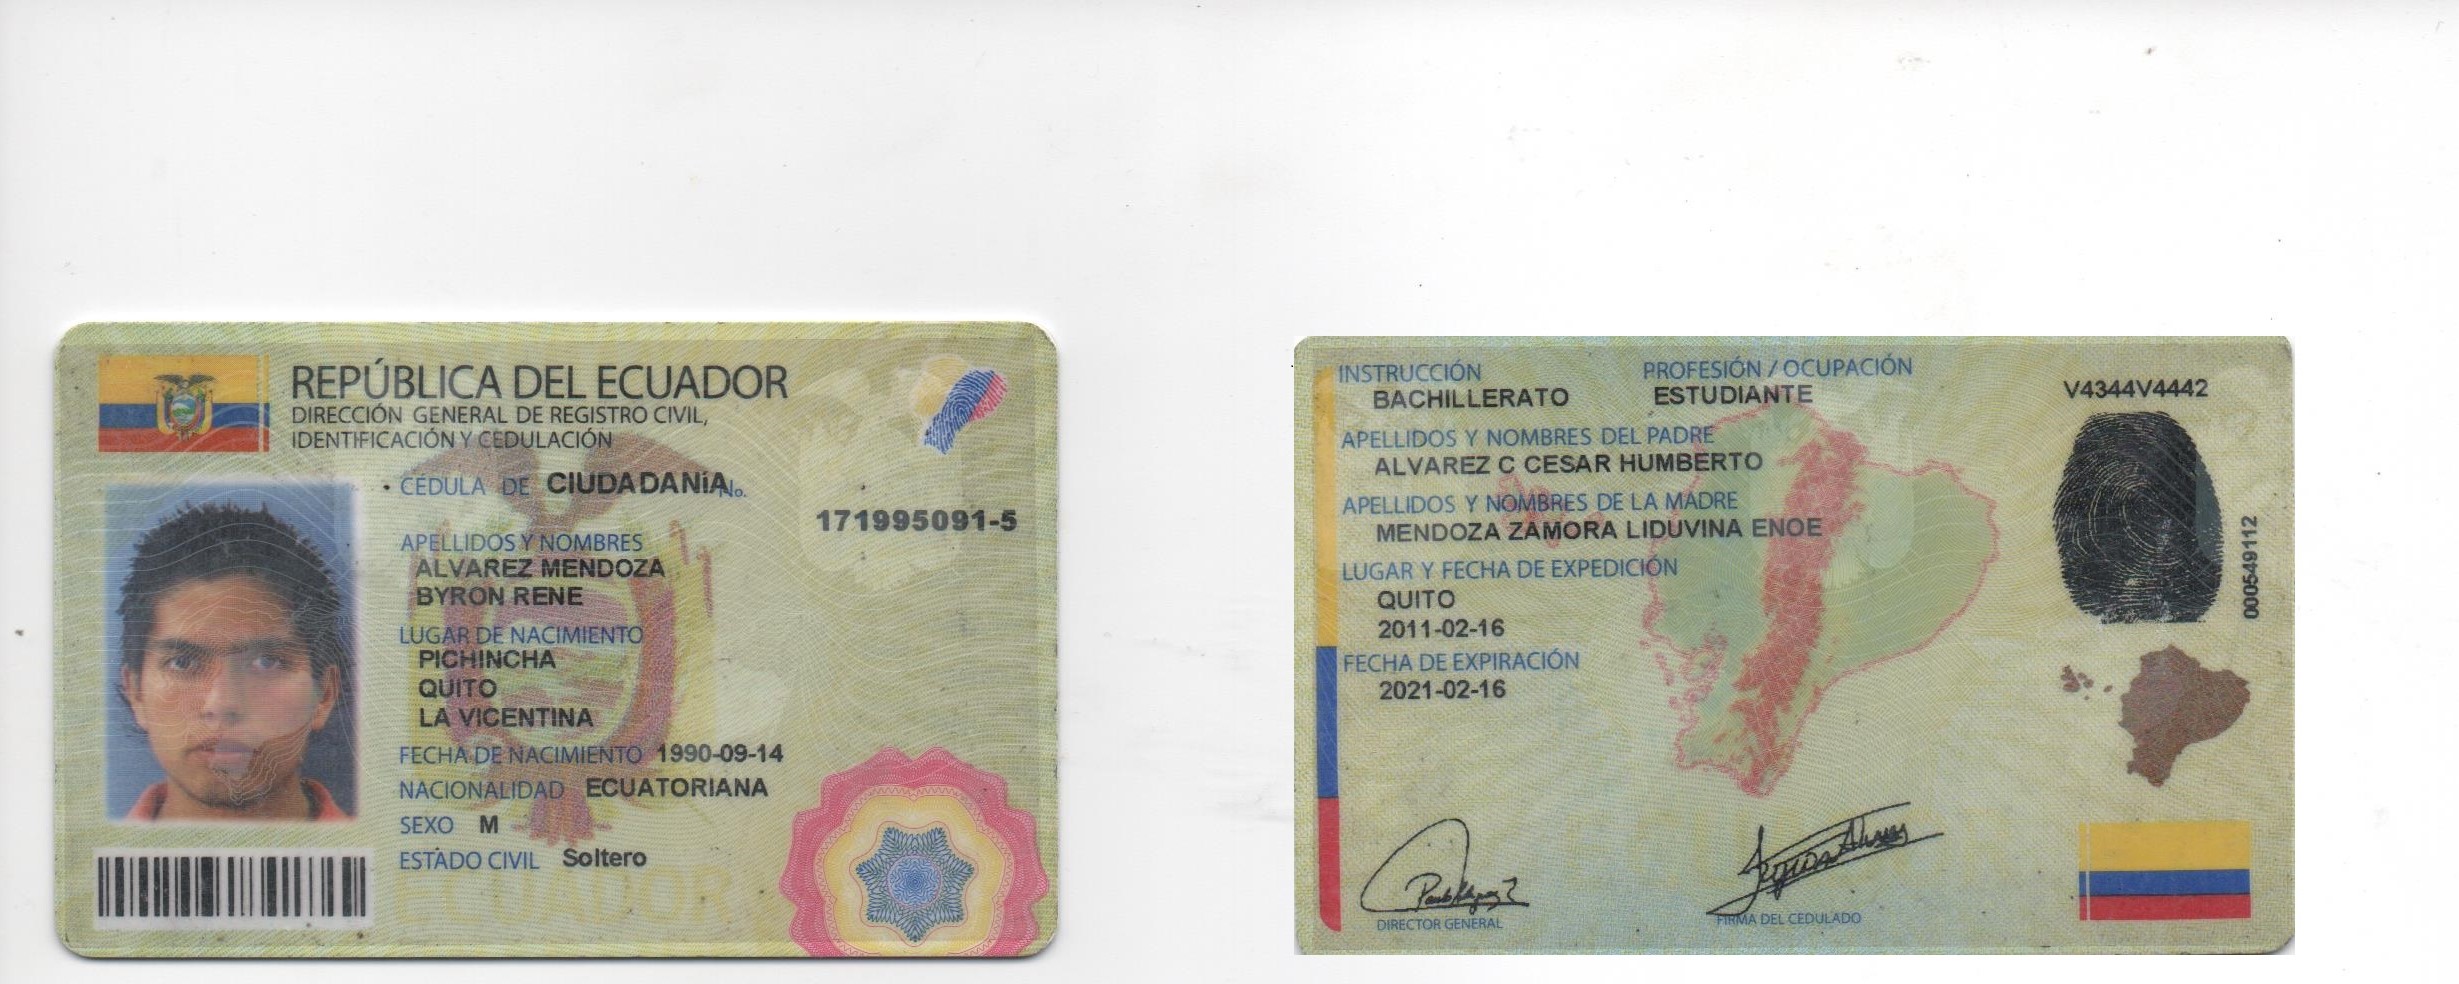 REPÚBLICA DEL ECUADOR
DIRECCIÓN GENERAL DE REGISTRO CIVIL,
IDENTIFICACIÓN Y CEDULACIÓN
CÉDULA DE CIUDADANíA No.
171995091-5
APELLIDOS Y NOMBRES
ALVAREZ MENDOZA
BYRON RENE
LUGAR DE NACIMIENTO
PICHINCHA
QUITO
LA VICENTINA
FECHA DE NACIMIENTO 1990-09-14
NACIONALIDAD ECUATORIANA
SEXO M
ESTADO CIVIL Soltero
ECUADOR
INSTRUCCIÓN PROFESIÓN / OCUPACIÓN
BACHILLERATO ESTUDIANTE
V4344V4442
APELLIDOS Y NOMBRES DEL PADRE
ALVAREZ C CESAR HUMBERTO
APELLIDOS Y NOMBRES DE LA MADRE
MENDOZA ZAMORA LIDUVINA ENOE
LUGAR Y FECHA DE EXPEDICIÓN
QUITO
2011-02-16
FECHA DE EXPIRACIÓN
2021-02-16
000549112
DIRECTOR GENERAL
FIRMA DEL CEDULADO